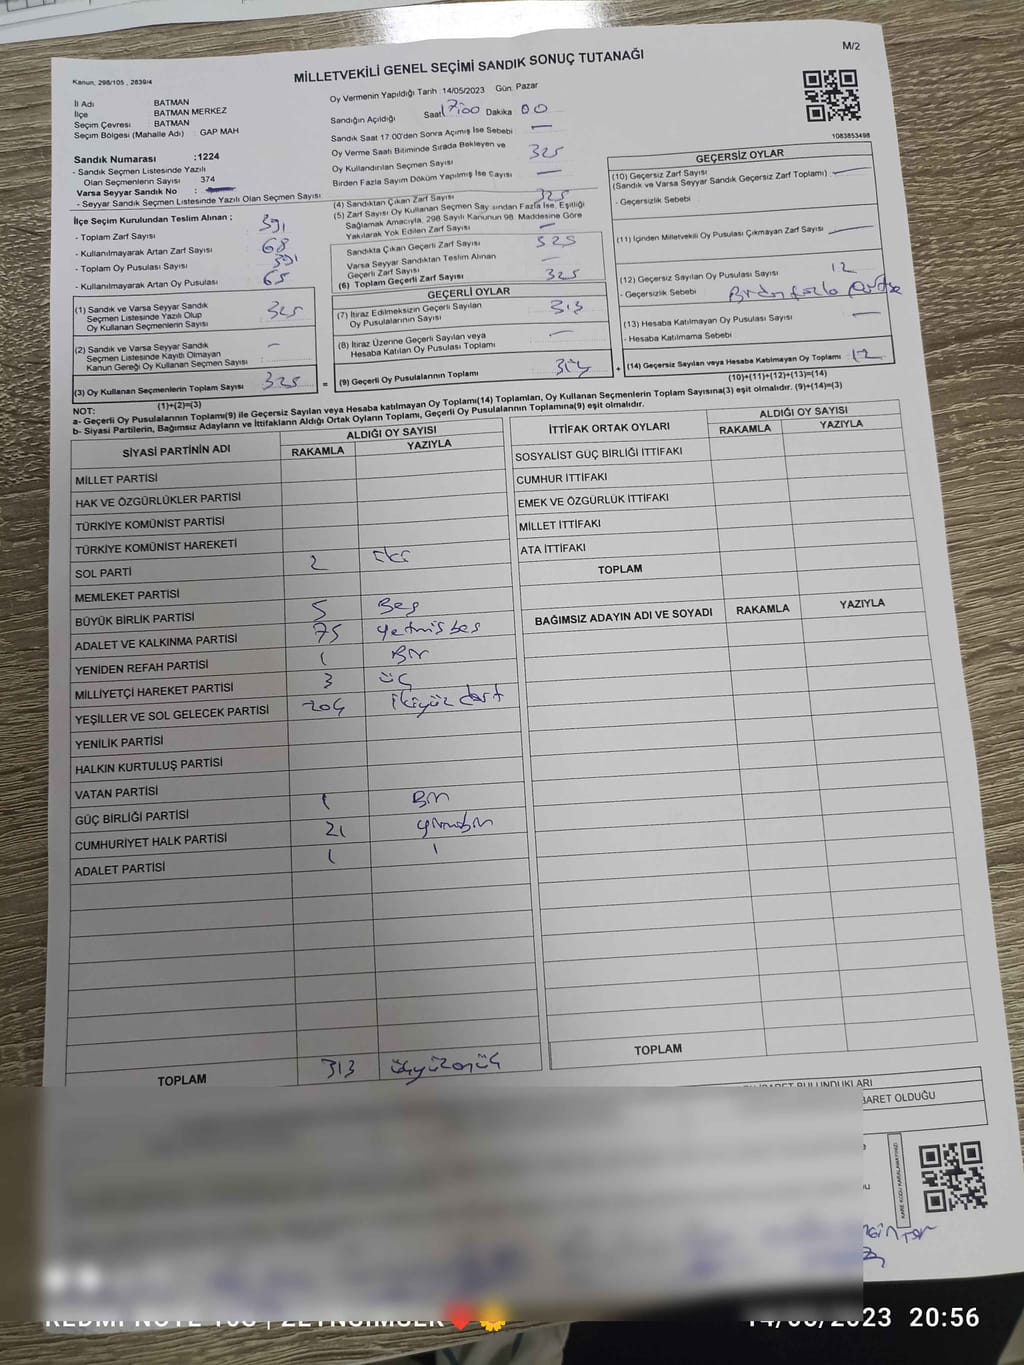 M/2
Kanun, 298/105 , 2839/4
MİLLETVEKİLİ GENEL SEÇİMİ SANDIK SONUÇ TUTANAĞI
İl Adı BATMAN
İlçe BATMAN MERKEZ
Seçim Çevresi BATMAN
Seçim Bölgesi (Mahalle Adı) GAP MAH
Sandık Numarası :1224
- Sandık Seçmen Listesinde Yazılı
Olan Seçmenlerin Sayısı 374
Varsa Seyyar Sandık No :
- Seyyar Sandık Seçmen Listesinde Yazılı Olan Seçmen Sayısı
Oy Vermenin Yapıldığı Tarih :14/05/2023 Gün. Pazar
Sandığın Açıldığı Saat 17:00 Dakika 00
Sandık Saat 17:00'den Sonra Açılmış İse Sebebi —
Oy Verme Saati Bitiminde Sırada Bekleyen ve
Oy Kullandırılan Seçmen Sayısı 325
Birden Fazla Sayım Döküm Yapılmış İse Sayısı —
1083853498
İlçe Seçim Kurulundan Teslim Alınan ;
- Toplam Zarf Sayısı 391
- Kullanılmayarak Artan Zarf Sayısı 68
- Toplam Oy Pusulası Sayısı 391
- Kullanılmayarak Artan Oy Pusulası 65
(1) Sandık ve Varsa Seyyar Sandık
Seçmen Listesinde Yazılı Olup
Oy Kullanan Seçmenlerin Sayısı 325
(2) Sandık ve Varsa Seyyar Sandık
Seçmen Listesinde Kayıtlı Olmayan
Kanun Gereği Oy Kullanan Seçmen Sayısı —
(3) Oy Kullanan Seçmenlerin Toplam Sayısı 325
(1)+(2)=(3)
(4) Sandıktan Çıkan Zarf Sayısı 325
(5) Zarf Sayısı Oy Kullanan Seçmen Sayısından Fazla İse, Eşitliği
Sağlamak Amacıyla, 298 Sayılı Kanunun 98. Maddesine Göre
Yakılarak Yok Edilen Zarf Sayısı —
Sandıkta Çıkan Geçerli Zarf Sayısı 325
Varsa Seyyar Sandıktan Teslim Alınan
Geçerli Zarf Sayısı —
(6) Toplam Geçerli Zarf Sayısı 325
GEÇERLİ OYLAR
(7) İtiraz Edilmeksizin Geçerli Sayılan
Oy Pusulalarının Sayısı 313
(8) İtiraz Üzerine Geçerli Sayılan veya
Hesaba Katılan Oy Pusulası Toplamı —
= (9) Geçerli Oy Pusulalarının Toplamı
GEÇERSİZ OYLAR
(10) Geçersiz Zarf Sayısı
(Sandık ve Varsa Seyyar Sandık Geçersiz Zarf Toplamı) —
- Geçersizlik Sebebi
(11) İçinden Milletvekili Oy Pusulası Çıkmayan Zarf Sayısı —
(12) Geçersiz Sayılan Oy Pusulası Sayısı 12
- Geçersizlik Sebebi Birden fazla
(13) Hesaba Katılmayan Oy Pusulası Sayısı —
- Hesaba Katılmama Sebebi
+ (14) Geçersiz Sayılan veya Hesaba Katılmayan Oy Toplamı 12
(10)+(11)+(12)+(13)=(14)
NOT:
a- Geçerli Oy Pusulalarının Toplamı(9) ile Geçersiz Sayılan veya Hesaba katılmayan Oy Toplamı(14) Toplamları, Oy Kullanan Seçmenlerin Toplam Sayısına(3) eşit olmalıdır. (9)+(14)=(3)
b- Siyasi Partilerin, Bağımsız Adayların ve İttifakların Aldığı Ortak Oyların Toplamı, Geçerli Oy Pusulalarının Toplamına(9) eşit olmalıdır.
SİYASİ PARTİNİN ADI ALDIĞI OY SAYISI
RAKAMLA YAZIYLA
MİLLET PARTİSİ
HAK VE ÖZGÜRLÜKLER PARTİSİ
TÜRKİYE KOMÜNİST PARTİSİ
TÜRKİYE KOMÜNİST HAREKETİ
SOL PARTİ 2 iki
MEMLEKET PARTİSİ
BÜYÜK BİRLİK PARTİSİ 5 Beş
ADALET VE KALKINMA PARTİSİ 75 yetmiş beş
YENİDEN REFAH PARTİSİ 1 Bir
MİLLİYETÇİ HAREKET PARTİSİ 3 üç
YEŞİLLER VE SOL GELECEK PARTİSİ 204 ikiyüz dört
YENİLİK PARTİSİ
HALKIN KURTULUŞ PARTİSİ
VATAN PARTİSİ
GÜÇ BİRLİĞİ PARTİSİ 1 Bir
CUMHURİYET HALK PARTİSİ 21 yirmibir
ADALET PARTİSİ 1 1
TOPLAM 313 üçyüzonüç
İTTİFAK ORTAK OYLARI ALDIĞI OY SAYISI
RAKAMLA YAZIYLA
SOSYALİST GÜÇ BİRLİĞİ İTTİFAKI
CUMHUR İTTİFAKI
EMEK VE ÖZGÜRLÜK İTTİFAKI
MİLLET İTTİFAKI
ATA İTTİFAKI
TOPLAM
BAĞIMSIZ ADAYIN ADI VE SOYADI RAKAMLA YAZIYLA
TOPLAM
BULUNDUKLARI
BARET OLDUĞU
KARE KODU KARALAMAYINIZ
20:56